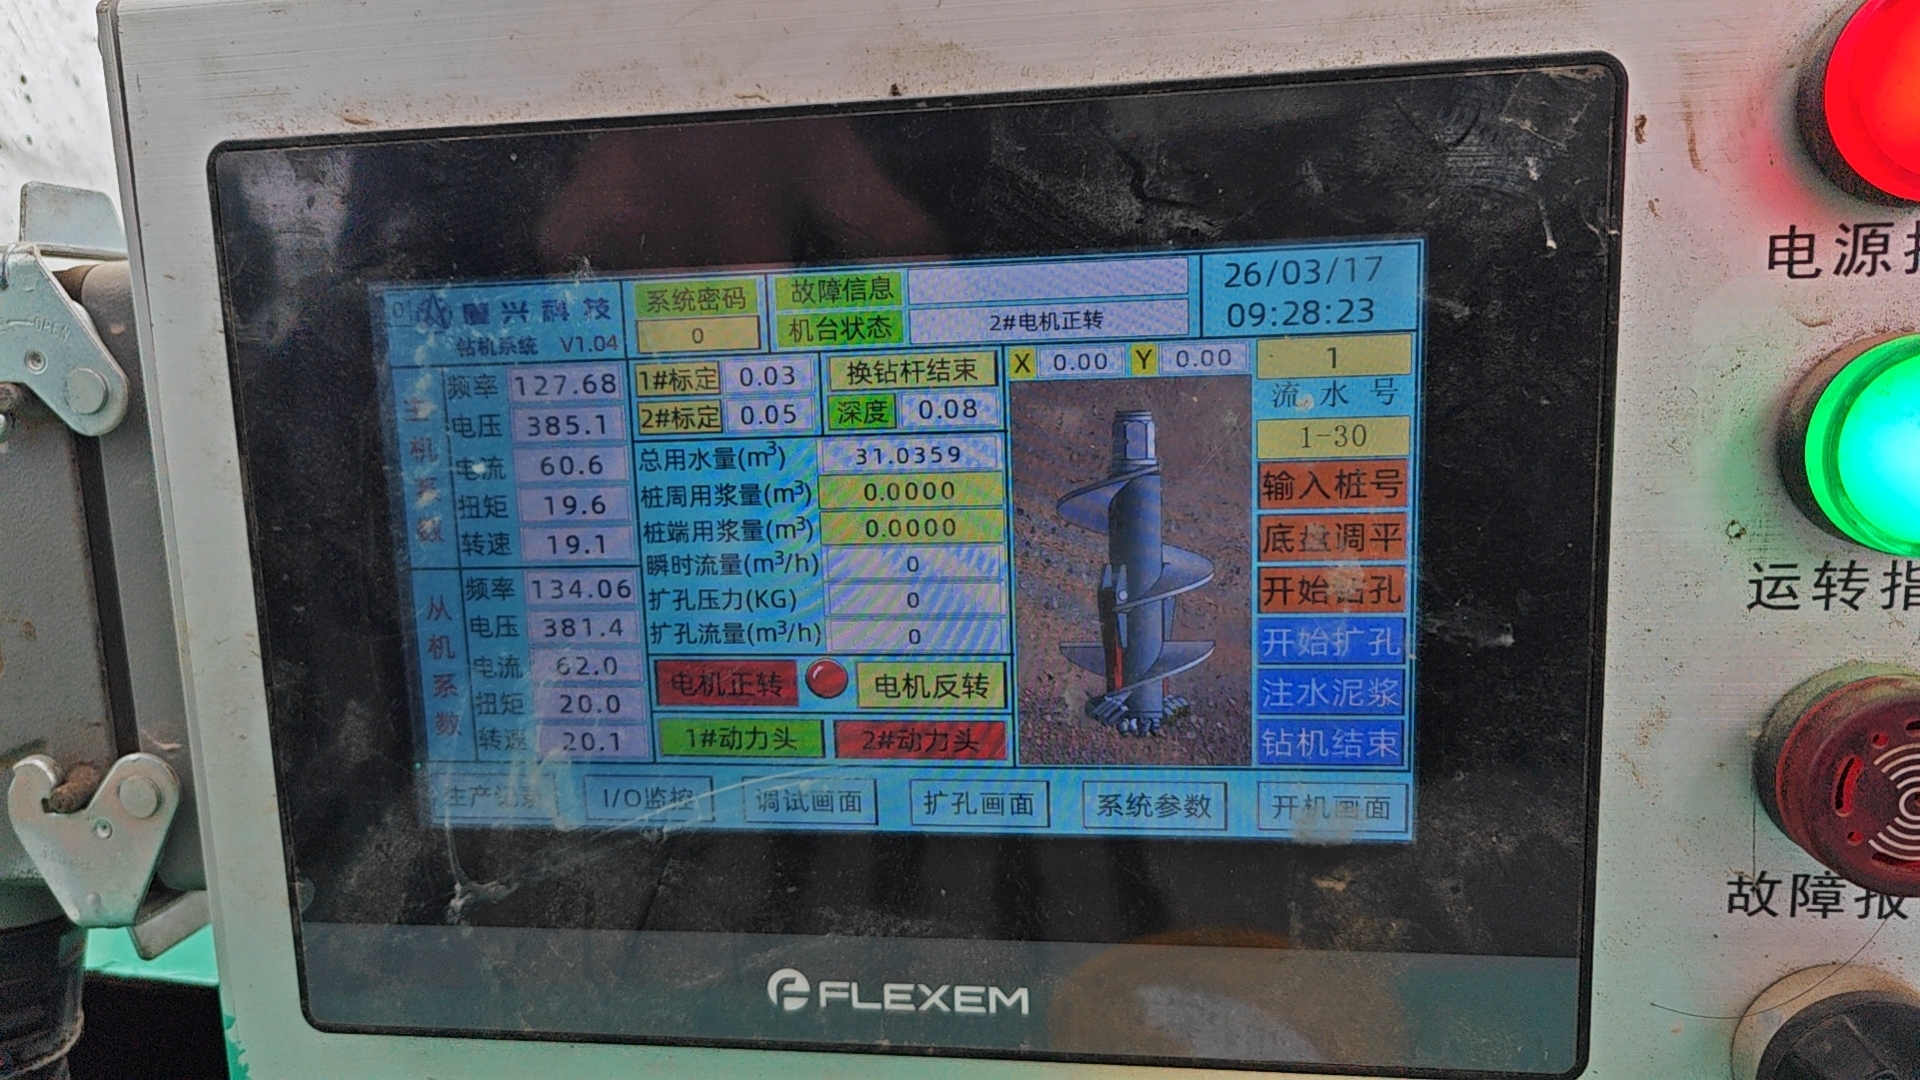 兴科技
钻机系统 V1.04
系统密码
0
故障信息
机台状态
2#电机正转
26/03/17
09:28:23
主机系数
频率 127.68
电压 385.1
电流 60.6
扭矩 19.6
转速 19.1
从机系数
频率 134.06
电压 381.4
电流 62.0
扭矩 20.0
转速 20.1
1#标定 0.03
2#标定 0.05
换钻杆结束
深度 0.08
总用水量(m³) 31.0359
桩周用浆量(m³) 0.0000
桩端用浆量(m³) 0.0000
瞬时流量(m³/h) 0
扩孔压力(KG) 0
扩孔流量(m³/h) 0
电机正转
电机反转
1#动力头
2#动力头
X 0.00 Y 0.00
1
流水号
1-30
输入桩号
底盘调平
开始钻孔
开始扩孔
注水泥浆
钻机结束
生产记录
I/O监控
调试画面
扩孔画面
系统参数
开机画面
FLEXEM
电源
运转指
故障报
OPEN